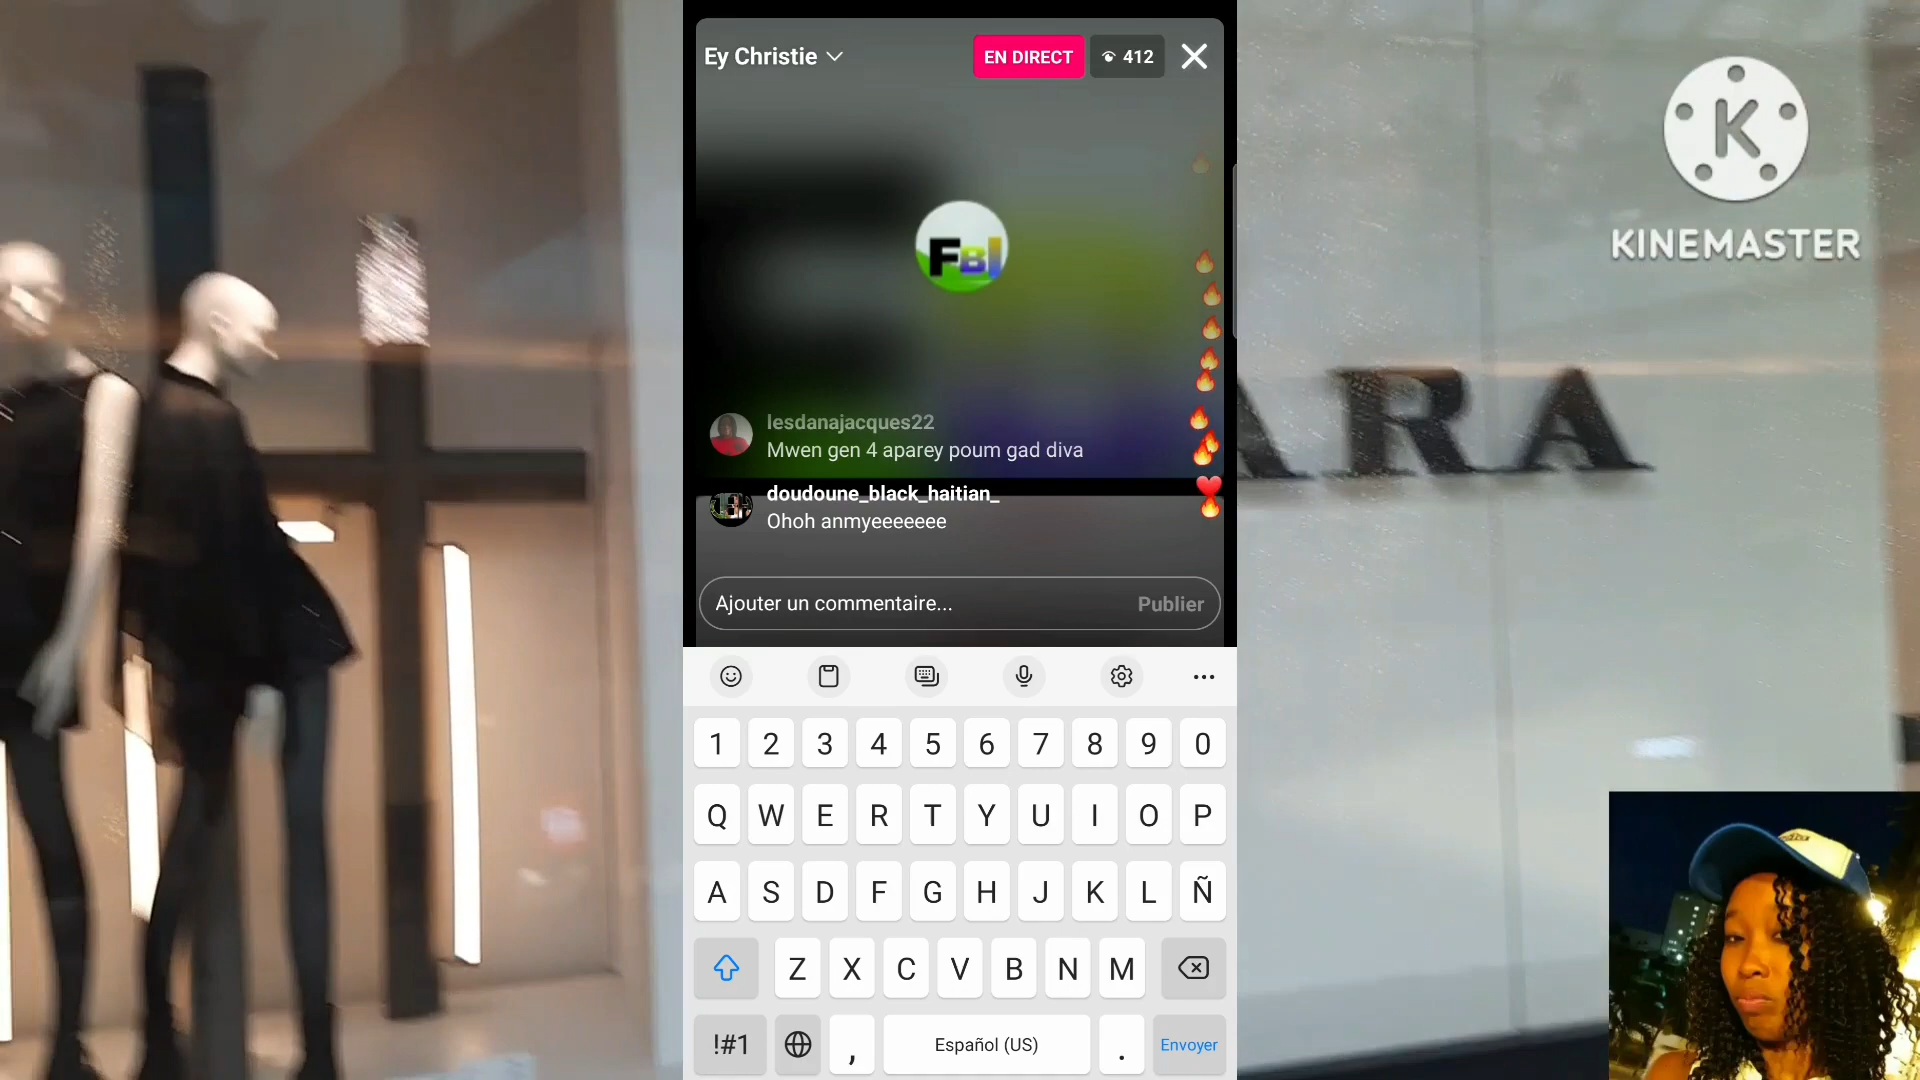 Ey Christie
EN DIRECT
412
FBI
lesdanajacques22
Mwen gen 4 aparey poum gad diva
doudoune_black_haitian_
Ohoh anmyeeeeeee
Ajouter un commentaire...
Publier
1 2 3 4 5 6 7 8 9 0
Q W E R T Y U I O P
A S D F G H J K L Ñ
Z X C V B N M
!#1 , Español (US) . Envoyer
K
KINEMASTER
ARA